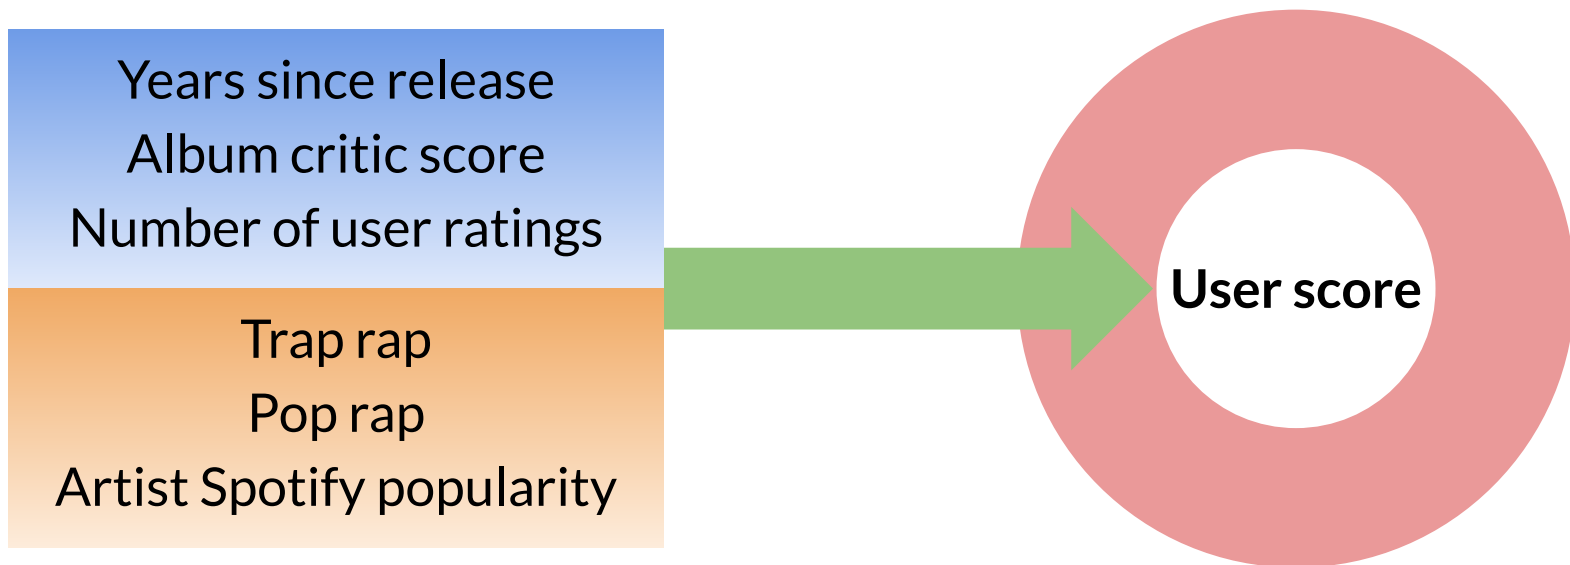 Years since release
Album critic score
Number of user ratings
Trap rap
Pop rap
Artist Spotify popularity
User score